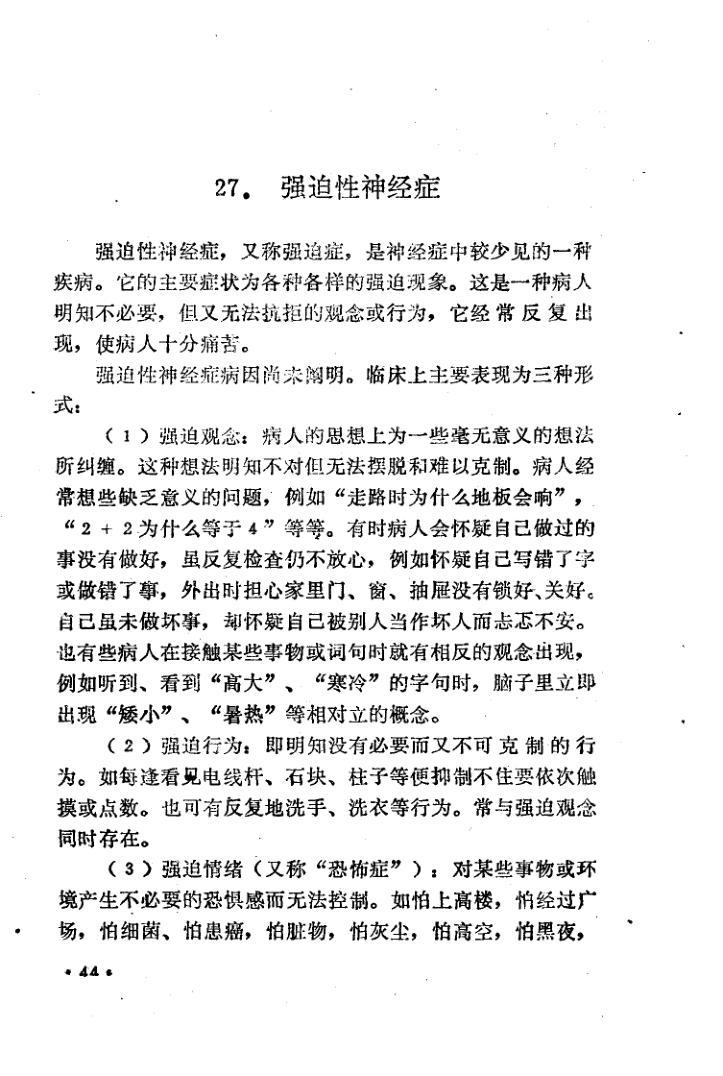 27. 强迫性神经症
强迫性神经症，又称强迫症，是神经症中较少见的一种
疾病。它的主要症状为各种各样的强迫现象。这是一种病人
明知不必要，但又无法抗拒的观念或行为，它经常反复出
现，使病人十分痛苦。
强迫性神经症病因尚未阐明。临床上主要表现为三种形
式：
（1）强迫观念：病人的思想上为一些毫无意义的想法
所纠缠。这种想法明知不对但无法摆脱和难以克制。病人经
常想些缺乏意义的问题，例如“走路时为什么地板会响”，
“2+2为什么等于4”等等。有时病人会怀疑自己做过的
事没有做好，虽反复检查仍不放心，例如怀疑自己写错了字
或做错了事，外出时担心家里门、窗、抽屉没有锁好、关好。
自己虽未做坏事，却怀疑自己被别人当作坏人而忐忑不安。
也有些病人在接触某些事物或词句时就有相反的观念出现，
例如听到、看到“高大”、“寒冷”的字句时，脑子里立即
出现“矮小”、“暑热”等相对立的概念。
（2）强迫行为：即明知没有必要而又不可克制的行
为。如每逢看见电线杆、石块、柱子等便抑制不住要依次触
摸或点数。也可有反复地洗手、洗衣等行为。常与强迫观念
同时存在。
（3）强迫情绪（又称“恐怖症”）：对某些事物或环
境产生不必要的恐惧感而无法控制。如怕上高楼，怕经过广
场，怕细菌、怕患癌，怕脏物，怕灰尘，怕高空，怕黑夜，
·44·